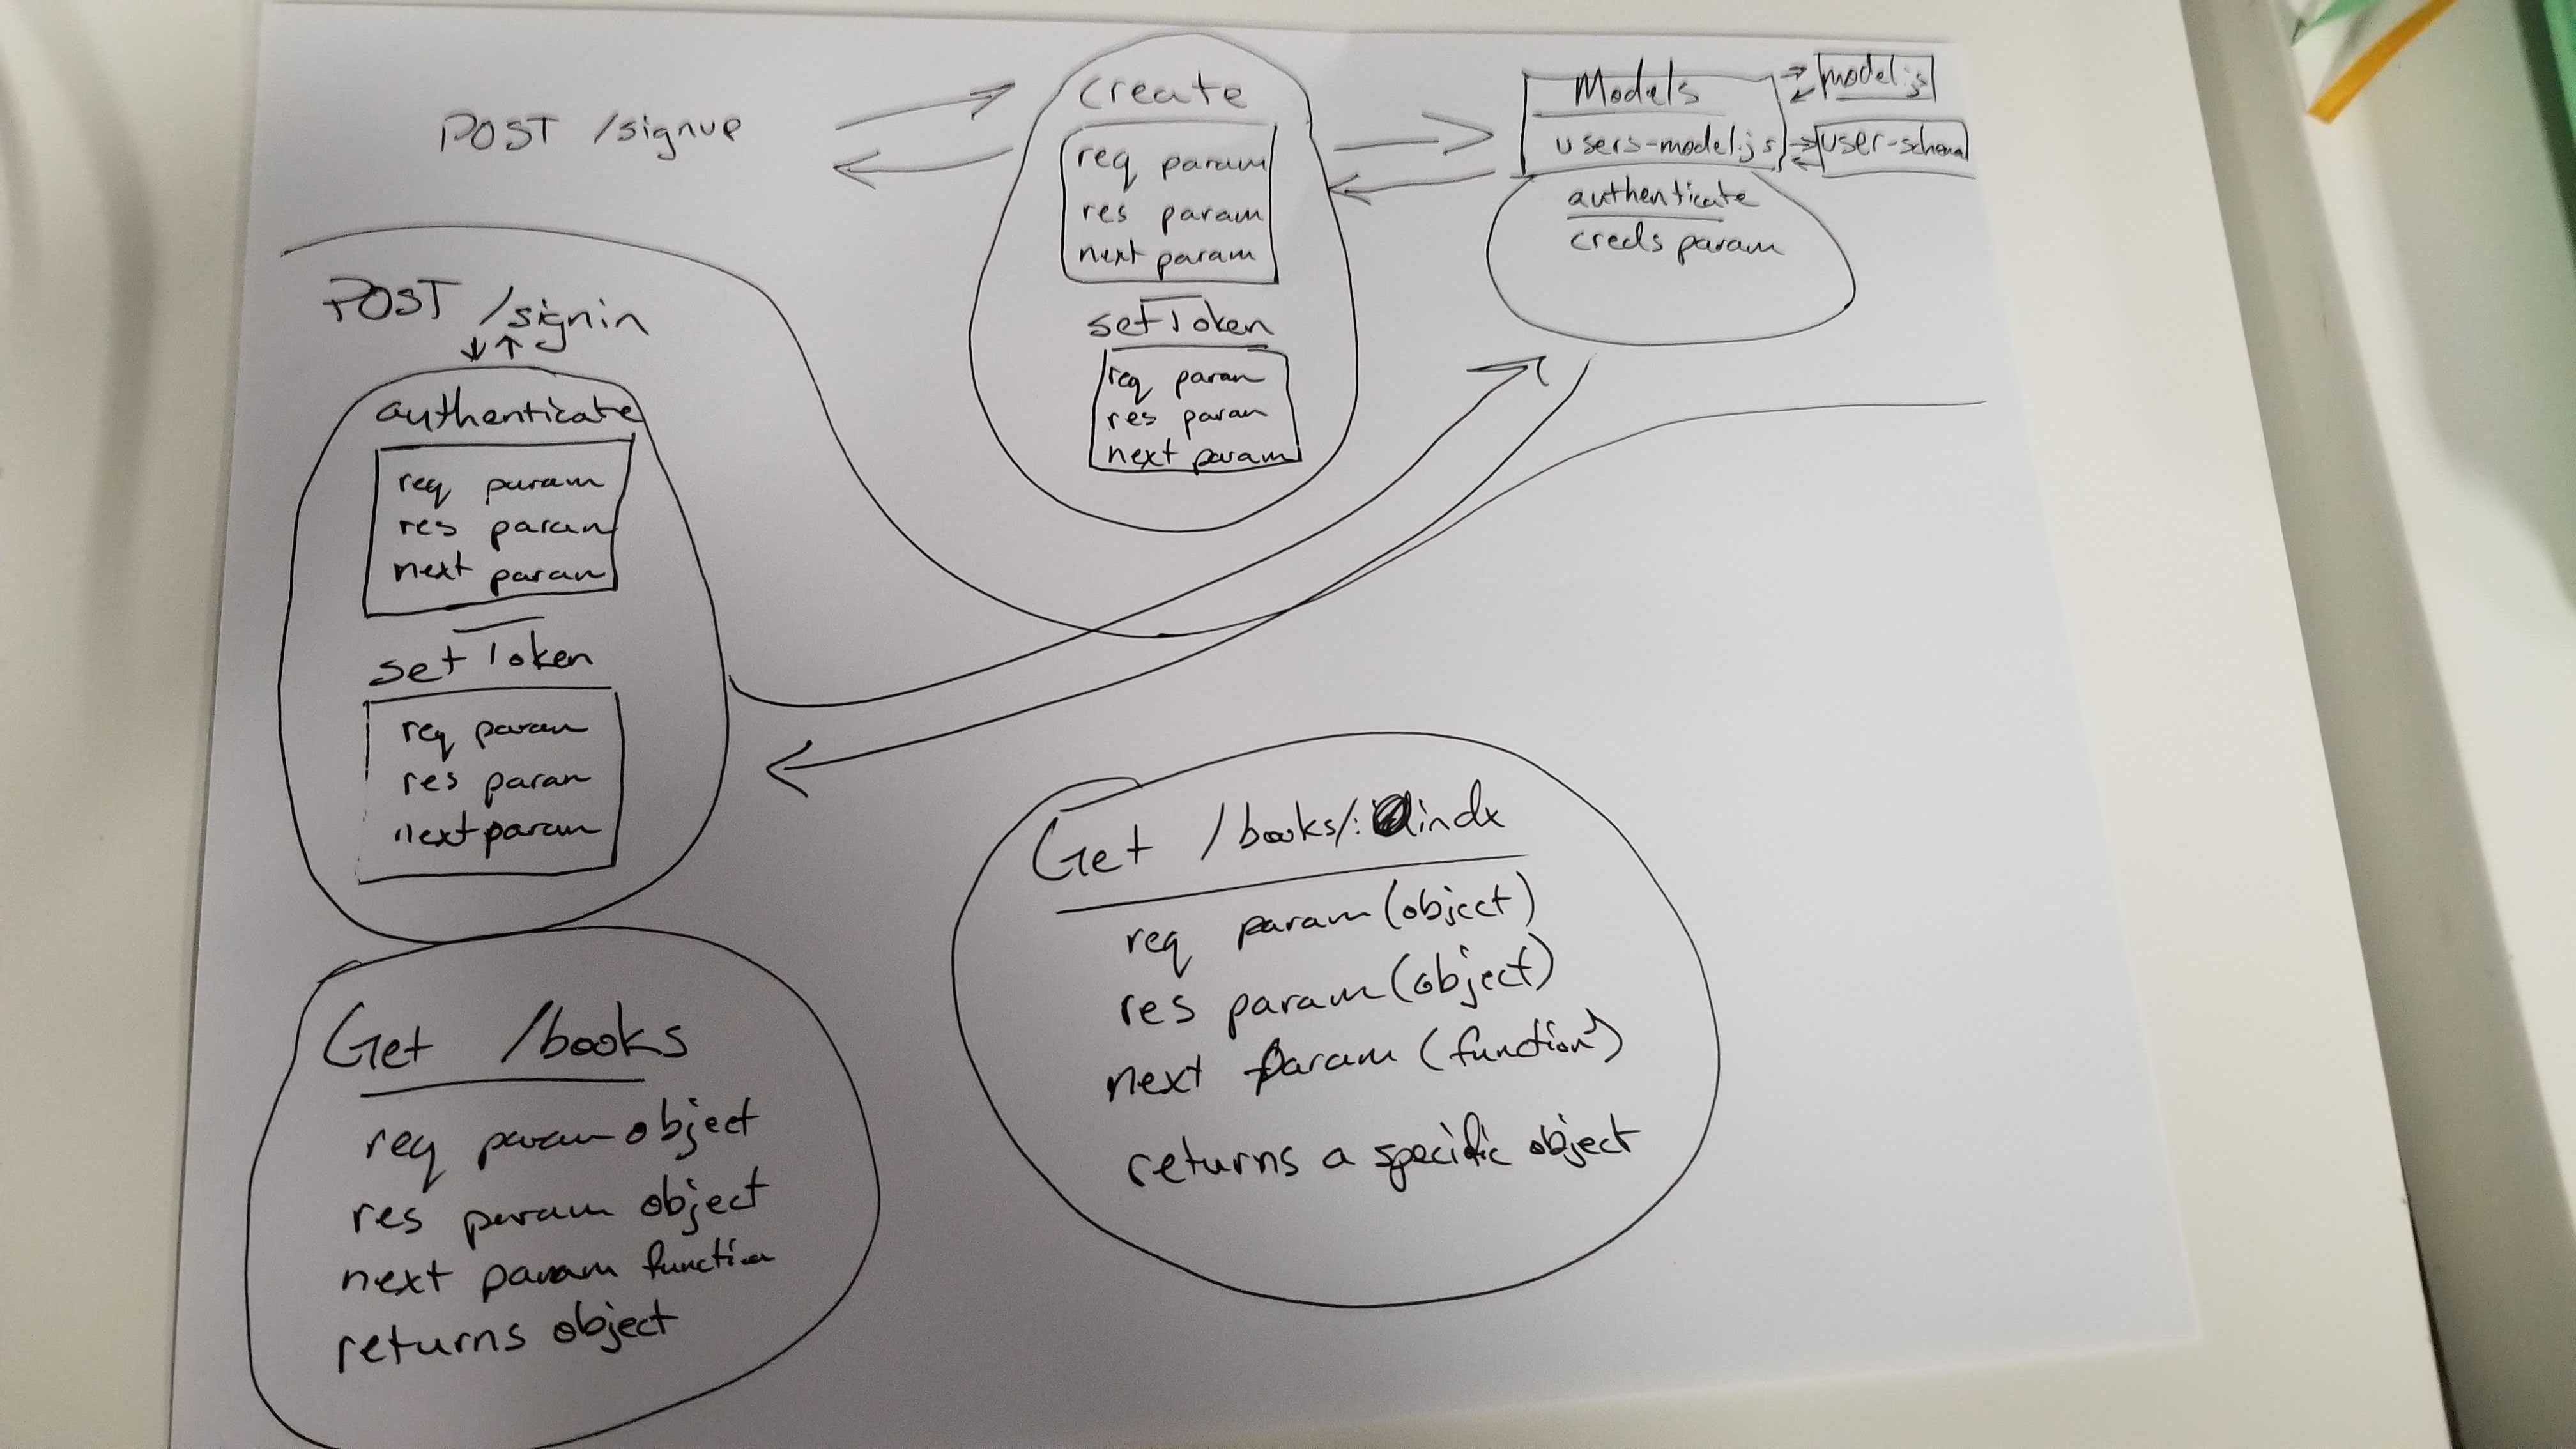 POST /signup
create
req param
res param
next param
setToken
req param
res param
next param
Models
users-model.js
model.js
user-schema
authenticate
creds param
POST /signin
authenticate
req param
res param
next param
setToken
req param
res param
next param
Get /books
req param object
res param object
next param function
returns object
Get /books/:indx
req param (object)
res param (object)
next param (function)
returns a specific object